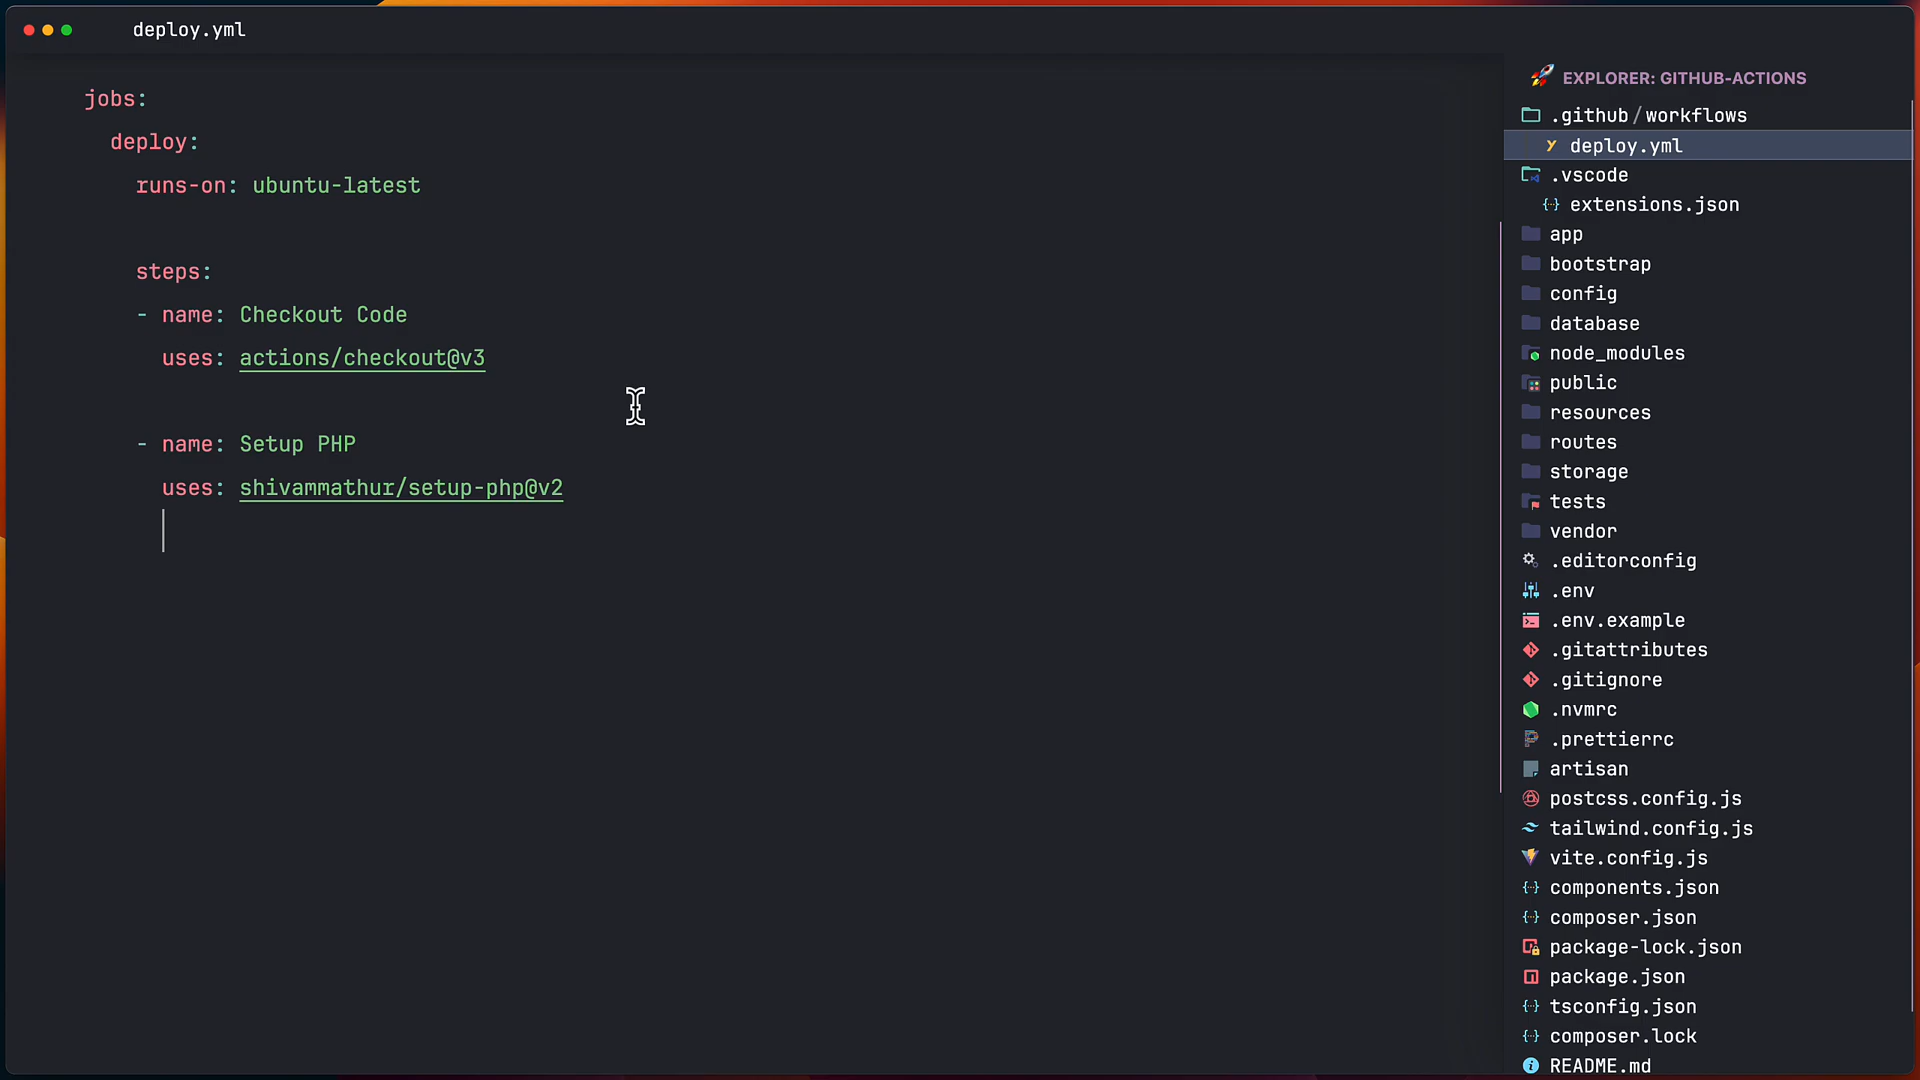 deploy.yml
jobs:
deploy:
runs-on: ubuntu-latest
steps:
- name: Checkout Code
uses: actions/checkout@v3
- name: Setup PHP
uses: shivammathur/setup-php@v2
EXPLORER: GITHUB-ACTIONS
.github/workflows
deploy.yml
.vscode
extensions.json
app
bootstrap
config
database
node_modules
public
resources
routes
storage
tests
vendor
.editorconfig
.env
.env.example
.gitattributes
.gitignore
.nvmrc
.prettierrc
artisan
postcss.config.js
tailwind.config.js
vite.config.js
components.json
composer.json
package-lock.json
package.json
tsconfig.json
composer.lock
README.md